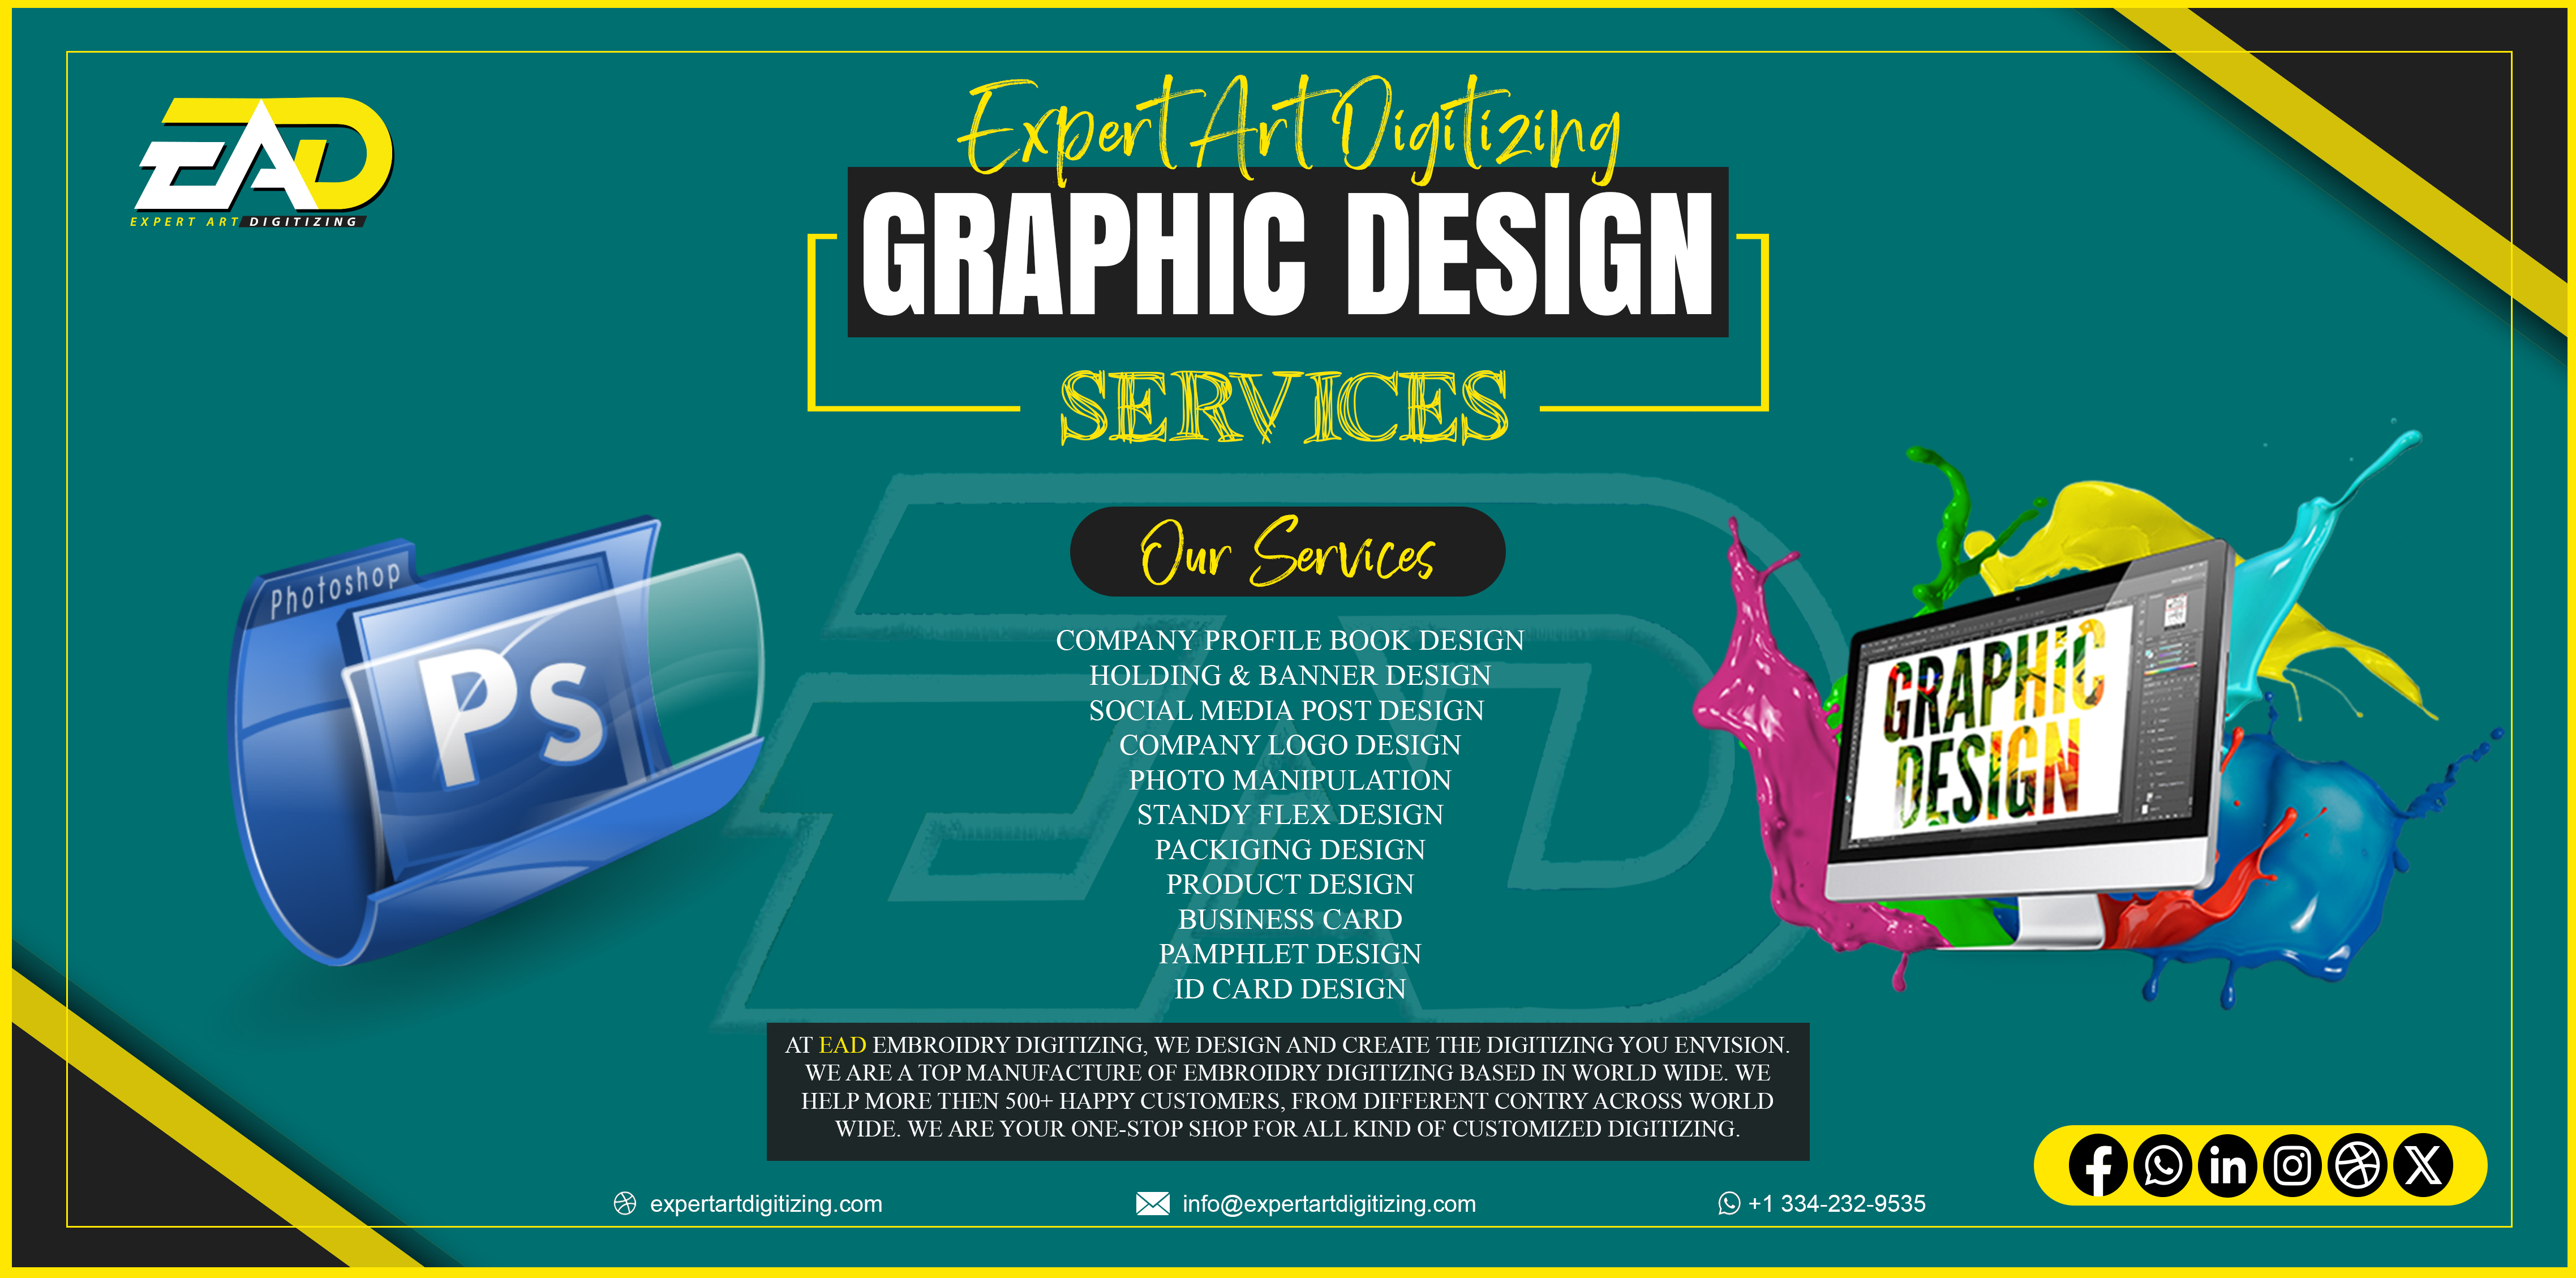 EAD
EXPERT ART DIGITIZING
Expert Art Digitizing
GRAPHIC DESIGN
SERVICES
Our Services
Photoshop
Ps
GRAPHIC
DESIGN
COMPANY PROFILE BOOK DESIGN
HOLDING & BANNER DESIGN
SOCIAL MEDIA POST DESIGN
COMPANY LOGO DESIGN
PHOTO MANIPULATION
STANDY FLEX DESIGN
PACKIGING DESIGN
PRODUCT DESIGN
BUSINESS CARD
PAMPHLET DESIGN
ID CARD DESIGN
AT EAD EMBROIDRY DIGITIZING, WE DESIGN AND CREATE THE DIGITIZING YOU ENVISION.
WE ARE A TOP MANUFACTURE OF EMBROIDRY DIGITIZING BASED IN WORLD WIDE. WE
HELP MORE THEN 500+ HAPPY CUSTOMERS, FROM DIFFERENT CONTRY ACROSS WORLD
WIDE. WE ARE YOUR ONE-STOP SHOP FOR ALL KIND OF CUSTOMIZED DIGITIZING.
expertartdigitizing.com
info@expertartdigitizing.com
+1 334-232-9535